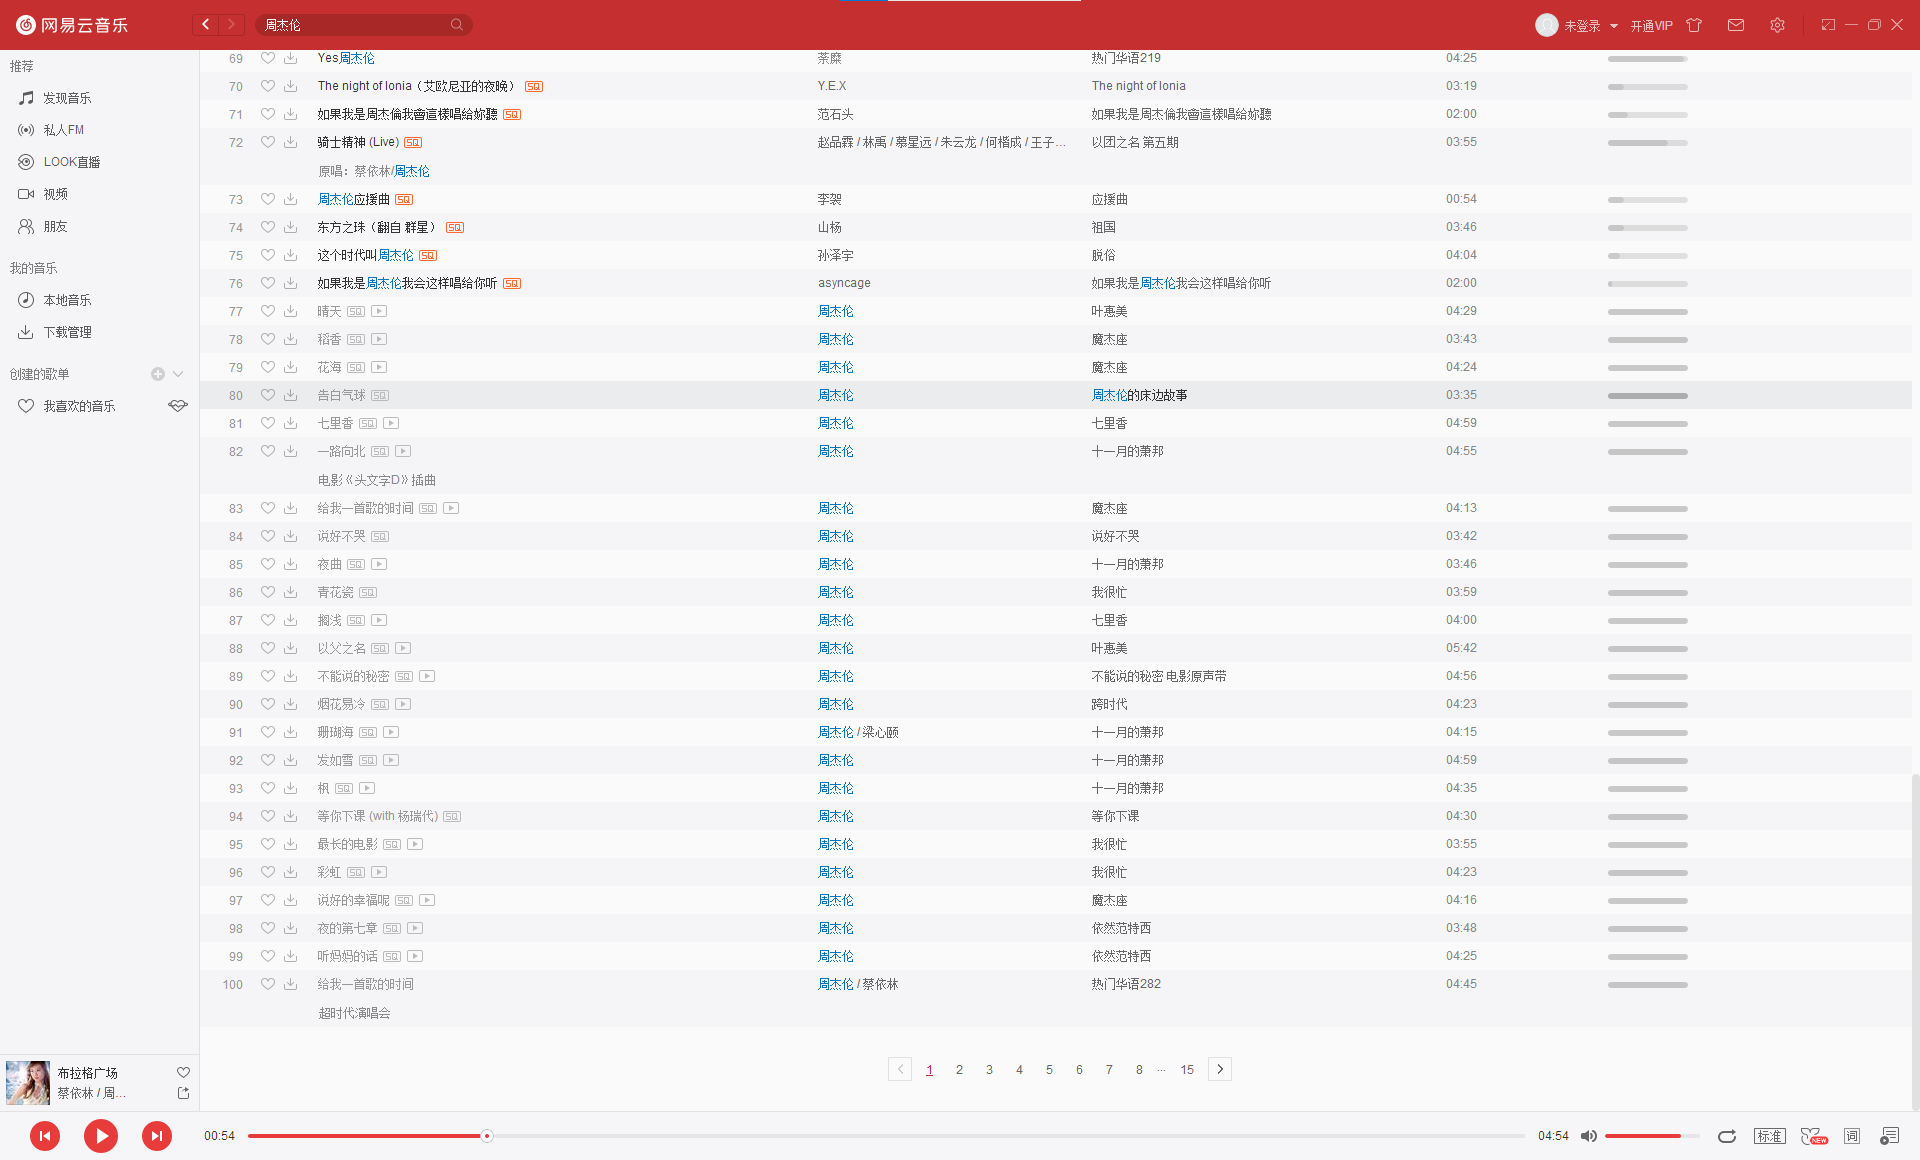 网易云音乐 周杰伦 未登录 开通VIP
推荐
发现音乐
私人FM
LOOK直播
视频
朋友
我的音乐
本地音乐
下载管理
创建的歌单
我喜欢的音乐
69 Yes周杰伦 荼糜 热门华语219 04:25
70 The night of Ionia（艾欧尼亚的夜晚） SQ Y.E.X The night of Ionia 03:19
71 如果我是周杰倫我會這樣唱給妳聽 SQ 范石头 如果我是周杰倫我會這樣唱給妳聽 02:00
72 骑士精神 (Live) SQ 赵品霖 / 林禹 / 慕星远 / 朱云龙 / 何楷成 / 王子... 以团之名 第五期 03:55
原唱：蔡依林/周杰伦
73 周杰伦应援曲 SQ 李袈 应援曲 00:54
74 东方之珠（翻自 群星） SQ 山杨 祖国 03:46
75 这个时代叫周杰伦 SQ 孙泽宇 脱俗 04:04
76 如果我是周杰伦我会这样唱给你听 SQ asyncage 如果我是周杰伦我会这样唱给你听 02:00
77 晴天 SQ 周杰伦 叶惠美 04:29
78 稻香 SQ 周杰伦 魔杰座 03:43
79 花海 SQ 周杰伦 魔杰座 04:24
80 告白气球 SQ 周杰伦 周杰伦的床边故事 03:35
81 七里香 SQ 周杰伦 七里香 04:59
82 一路向北 SQ 周杰伦 十一月的萧邦 04:55
电影《头文字D》插曲
83 给我一首歌的时间 SQ 周杰伦 魔杰座 04:13
84 说好不哭 SQ 周杰伦 说好不哭 03:42
85 夜曲 SQ 周杰伦 十一月的萧邦 03:46
86 青花瓷 SQ 周杰伦 我很忙 03:59
87 搁浅 SQ 周杰伦 七里香 04:00
88 以父之名 SQ 周杰伦 叶惠美 05:42
89 不能说的秘密 SQ 周杰伦 不能说的秘密 电影原声带 04:56
90 烟花易冷 SQ 周杰伦 跨时代 04:23
91 珊瑚海 SQ 周杰伦 / 梁心颐 十一月的萧邦 04:15
92 发如雪 SQ 周杰伦 十一月的萧邦 04:59
93 枫 SQ 周杰伦 十一月的萧邦 04:35
94 等你下课 (with 杨瑞代) SQ 周杰伦 等你下课 04:30
95 最长的电影 SQ 周杰伦 我很忙 03:55
96 彩虹 SQ 周杰伦 我很忙 04:23
97 说好的幸福呢 SQ 周杰伦 魔杰座 04:16
98 夜的第七章 SQ 周杰伦 依然范特西 03:48
99 听妈妈的话 SQ 周杰伦 依然范特西 04:25
100 给我一首歌的时间 周杰伦 / 蔡依林 热门华语282 04:45
超时代演唱会
1 2 3 4 5 6 7 8 ... 15
布拉格广场
蔡依林 / 周...
00:54 04:54 标准 NEW 词